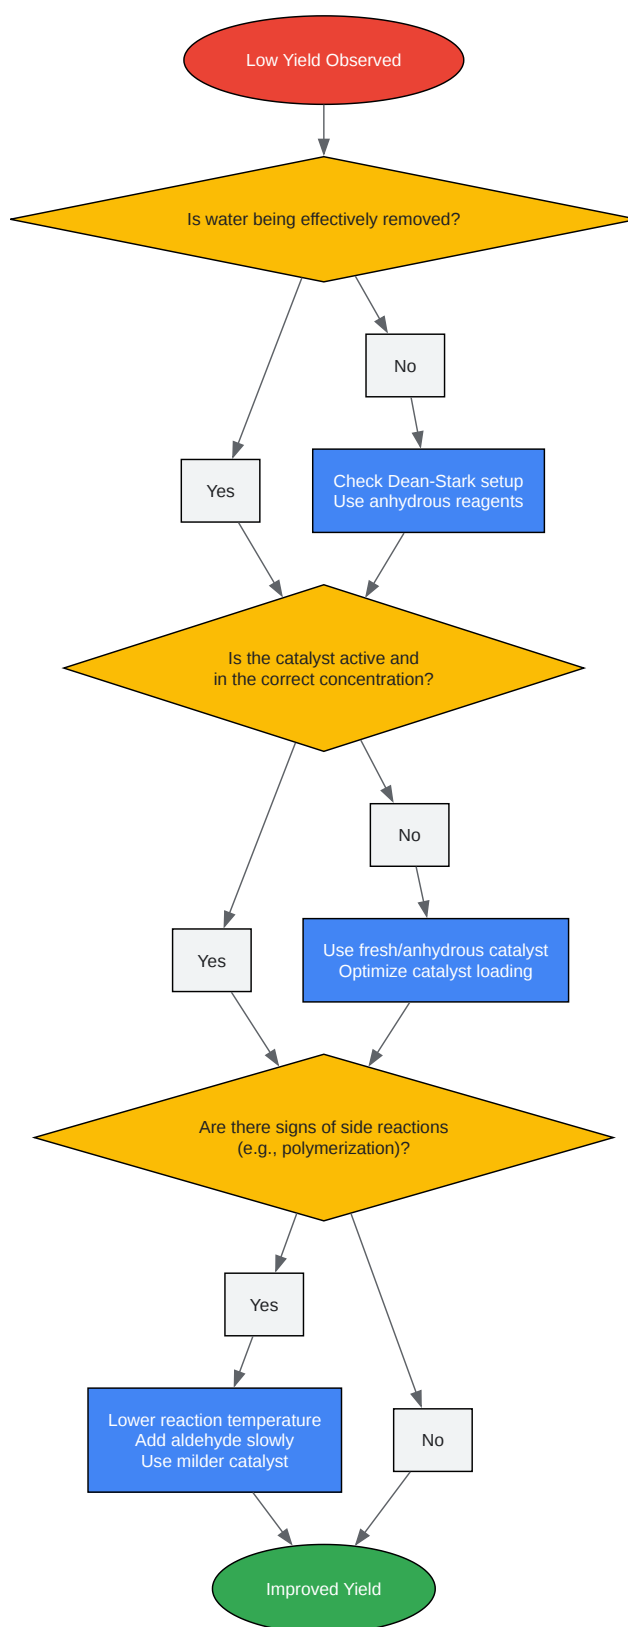 Low Yield Observed
Is water being effectively removed?
No
Yes
Check Dean-Stark setup
Use anhydrous reagents
Is the catalyst active and
in the correct concentration?
No
Yes
Use fresh/anhydrous catalyst
Optimize catalyst loading
Are there signs of side reactions
(e.g., polymerization)?
Yes
Lower reaction temperature
Add aldehyde slowly
Use milder catalyst
No
Improved Yield